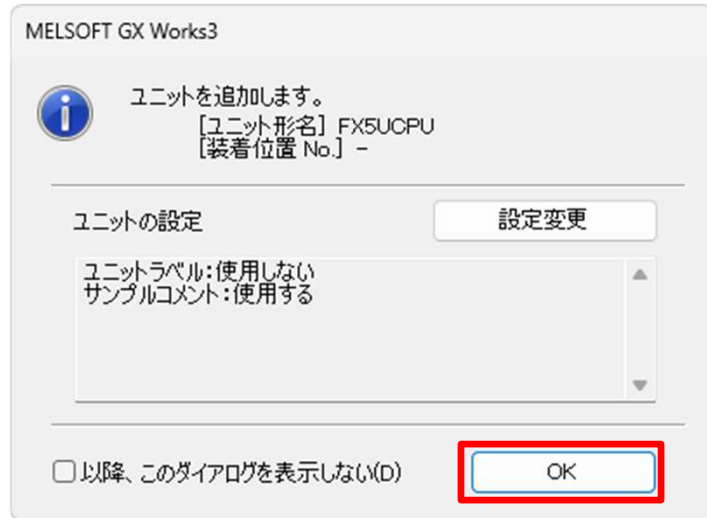 MELSOFT GX Works3
ユニットを追加します。
[ユニット形名] FX5UCPU
[装着位置 No.] -
ユニットの設定
設定変更
ユニットラベル:使用しない
サンプルコメント:使用する
以降、このダイアログを表示しない(D)
OK